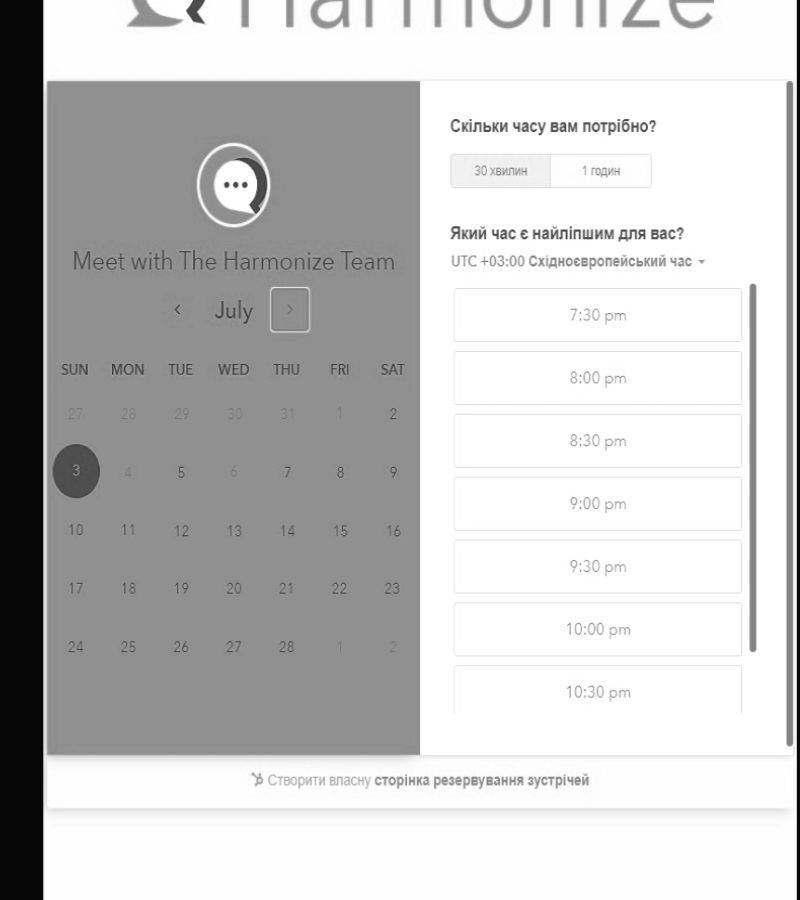 Harmonize
Meet with The Harmonize Team
July
SUN MON TUE WED THU FRI SAT
27 28 29 30 31 1 2
3 4 5 6 7 8 9
10 11 12 13 14 15 16
17 18 19 20 21 22 23
24 25 26 27 28 1 2
Скільки часу вам потрібно?
30 хвилин 1 годин
Який час є найліпшим для вас?
UTC +03:00 Східноєвропейський час
7:30 pm
8:00 pm
8:30 pm
9:00 pm
9:30 pm
10:00 pm
10:30 pm
Створити власну сторінка резервування зустрічей